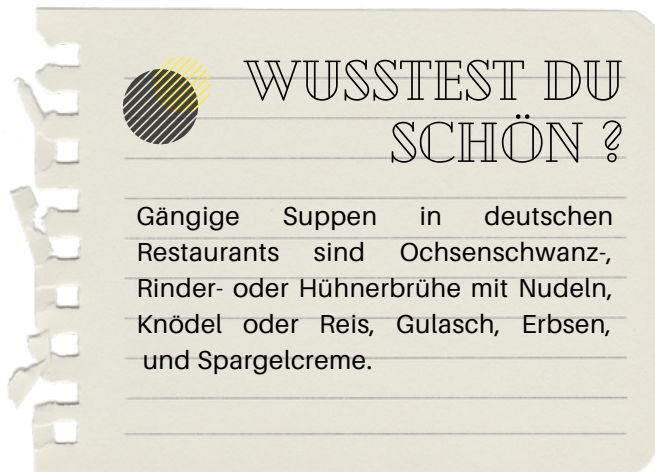 WUSSTEST DU
SCHÖN ?
Gängige Suppen in deutschen
Restaurants sind Ochsenschwanz-,
Rinder- oder Hühnerbrühe mit Nudeln,
Knödel oder Reis, Gulasch, Erbsen,
und Spargelcreme.